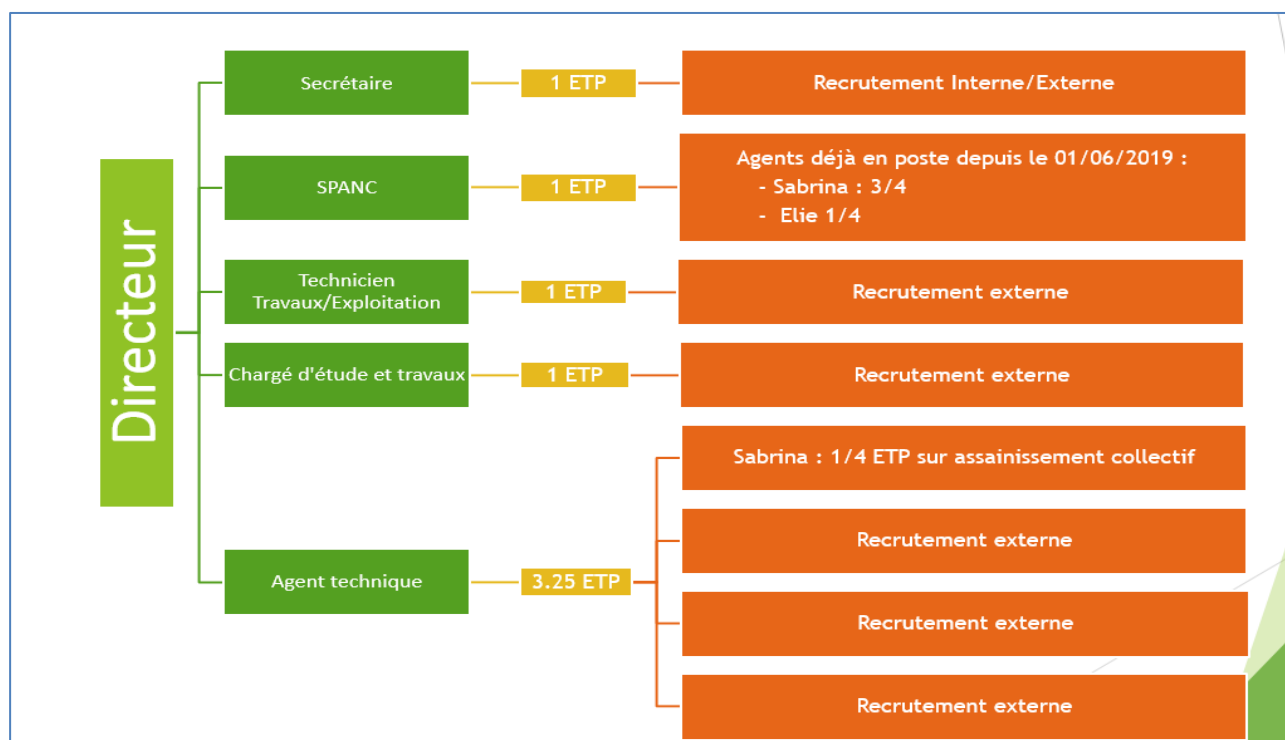 Directeur
Secrétaire
1 ETP
Recrutement Interne/Externe
SPANC
1 ETP
Agents déjà en poste depuis le 01/06/2019 :
- Sabrina : 3/4
- Elie 1/4
Technicien
Travaux/Exploitation
1 ETP
Recrutement externe
Chargé d'étude et travaux
1 ETP
Recrutement externe
Agent technique
3.25 ETP
Sabrina : 1/4 ETP sur assainissement collectif
Recrutement externe
Recrutement externe
Recrutement externe